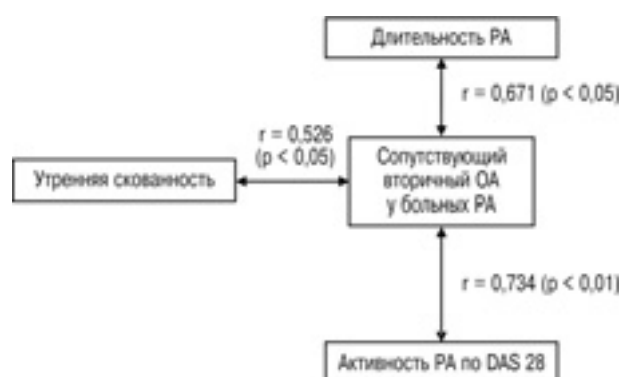 Длительность РА
r = 0,671 (p < 0,05)
r = 0,526
(p < 0,05)
Утренняя скованность
Сопутствующий
вторичный ОА
у больных РА
r = 0,734 (p < 0,01)
Активность РА по DAS 28